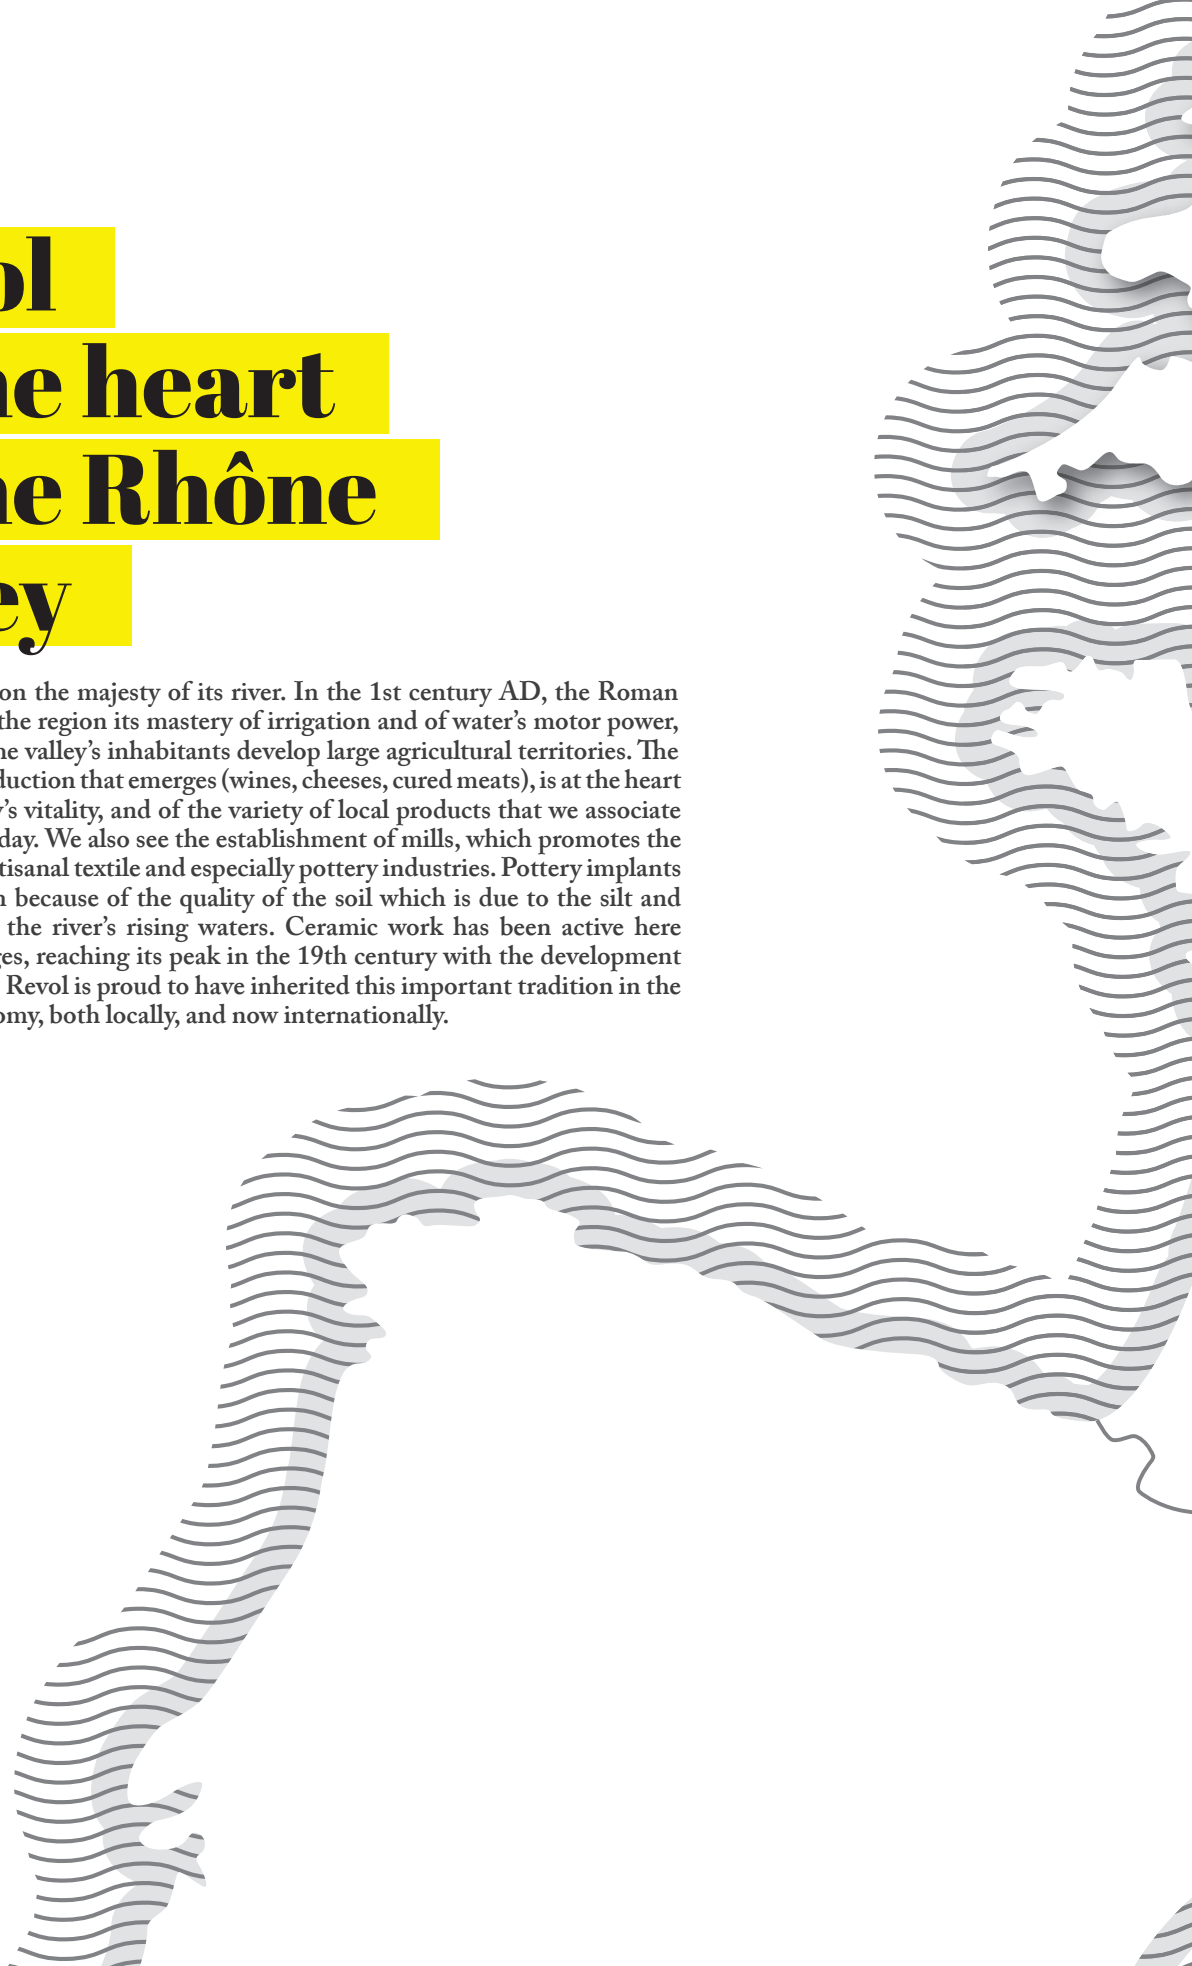 ol
ne heart
ne Rhône
ey
on the majesty of its river. In the 1st century AD, the Roman
the region its mastery of irrigation and of water’s motor power,
ne valley’s inhabitants develop large agricultural territories. The
duction that emerges (wines, cheeses, cured meats), is at the heart
y’s vitality, and of the variety of local products that we associate
day. We also see the establishment of mills, which promotes the
tisanal textile and especially pottery industries. Pottery implants
n because of the quality of the soil which is due to the silt and
the river’s rising waters. Ceramic work has been active here
ges, reaching its peak in the 19th century with the development
Revol is proud to have inherited this important tradition in the
omy, both locally, and now internationally.